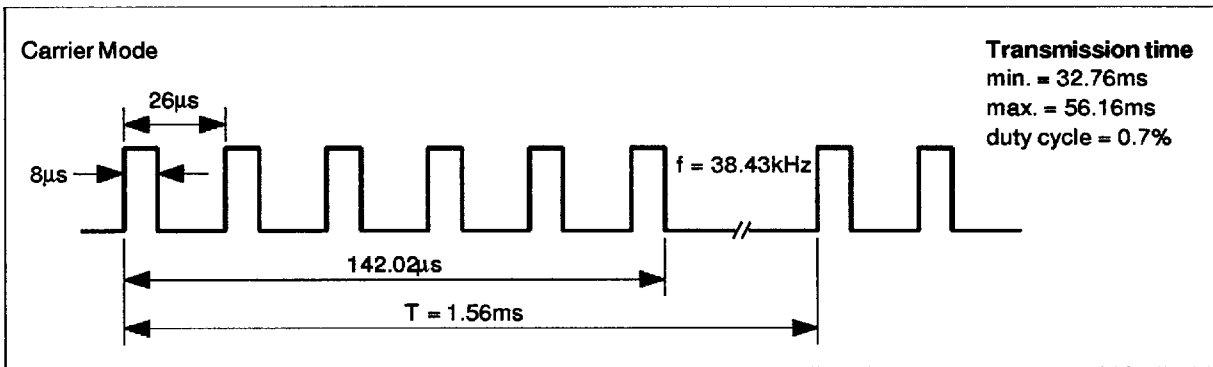 Carrier Mode
Transmission time
min. = 32.76ms
max. = 56.16ms
duty cycle = 0.7%
26μs
8μs
f = 38.43kHz
142.02μs
T = 1.56ms